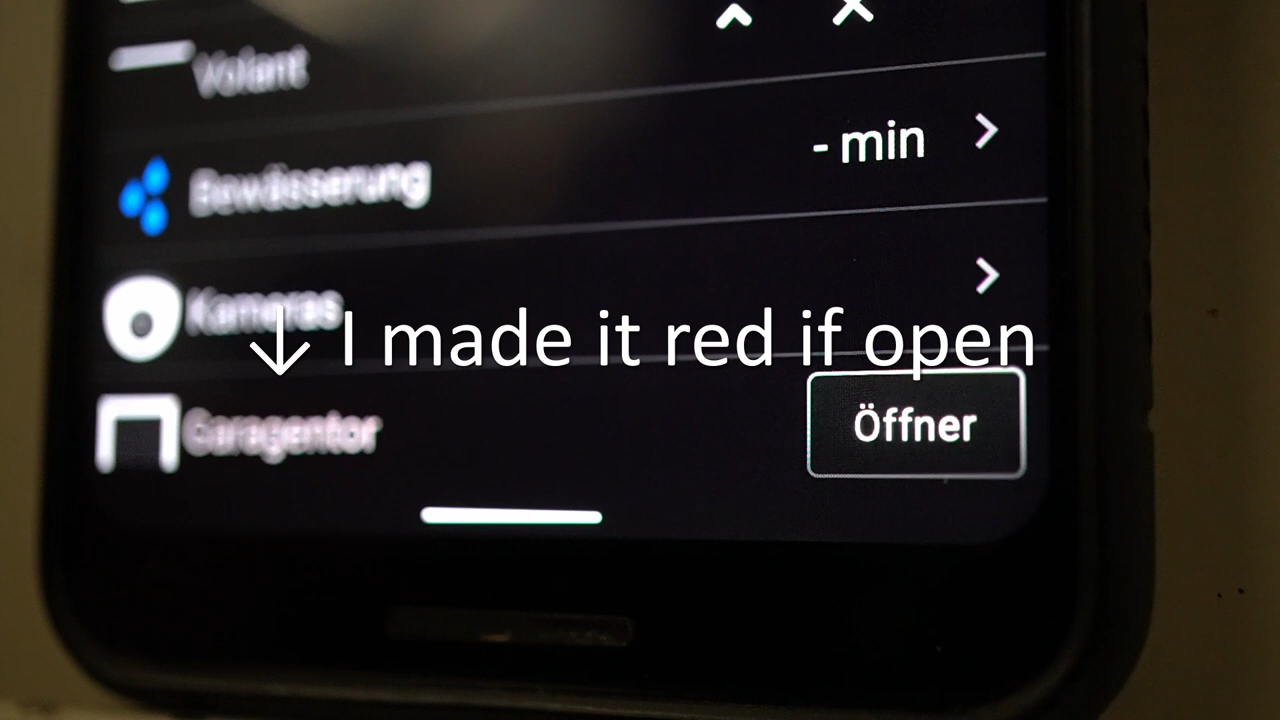 Volant
Bewässerung
- min
Kameras
↓ I made it red if open
Garagentor
Öffner